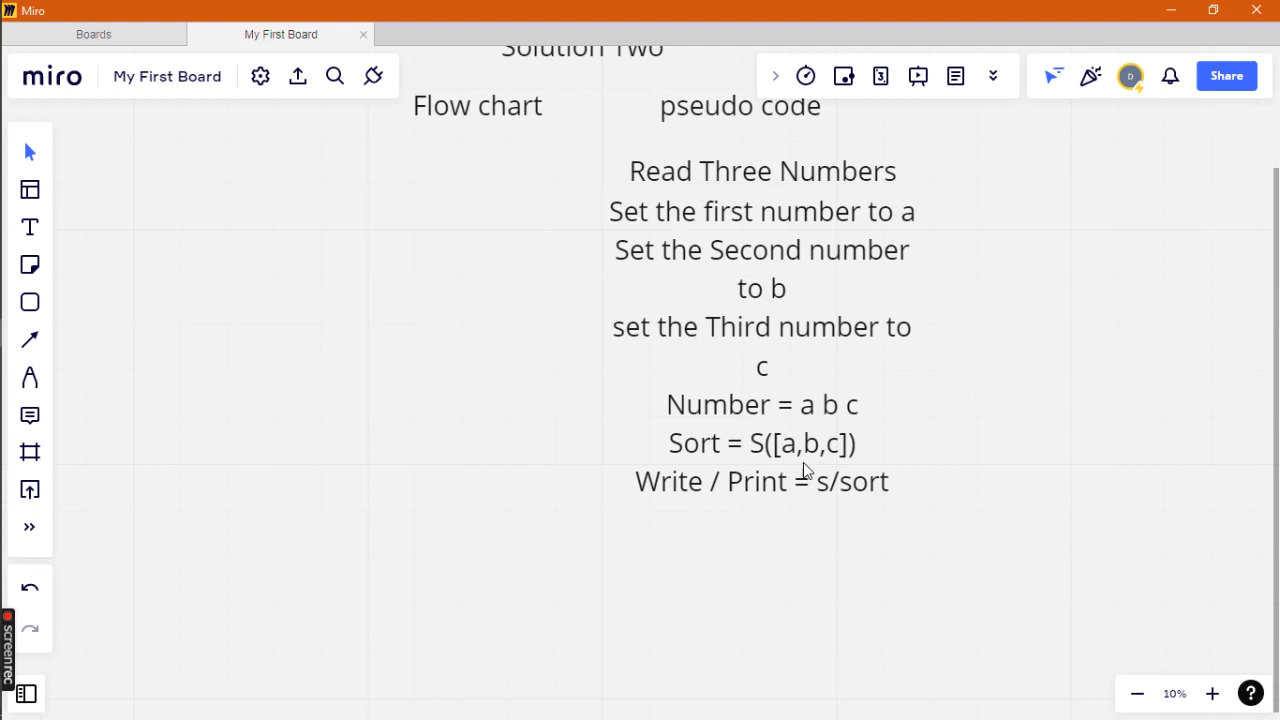 Miro
Boards
My First Board
Solution Two
miro
My First Board
3
D
Share
Flow chart
pseudo code
Read Three Numbers
Set the first number to a
Set the Second number
to b
set the Third number to
c
Number = a b c
Sort = S([a,b,c])
Write / Print = s/sort
screenrec
10%